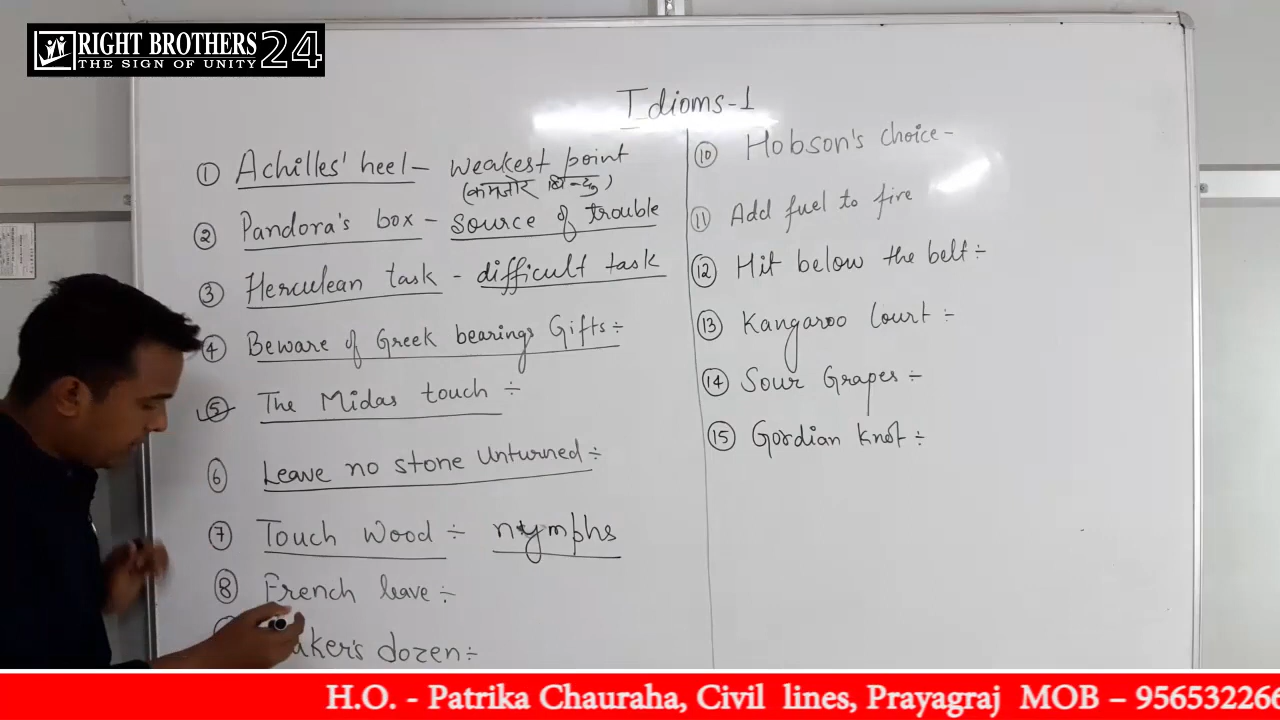 RIGHT BROTHERS 24
THE SIGN OF UNITY
Idioms-1
① Achilles' heel - Weakest point
(कमजोर बिन्दु)
② Pandora's box - source of trouble
③ Herculean task - difficult task
④ Beware of Greek bearings Gifts ÷
⑤ The Midas touch ÷
⑥ Leave no stone Unturned ÷
⑦ Touch Wood ÷ nymphs
⑧ French leave ÷
dozen ÷
⑩ Hobson's choice -
⑪ Add fuel to fire
⑫ Hit below the belt ÷
⑬ Kangaroo Court ÷
⑭ Sour Grapes ÷
⑮ Gordian Knot ÷
H.O. - Patrika Chauraha, Civil lines, Prayagraj MOB – 956532266